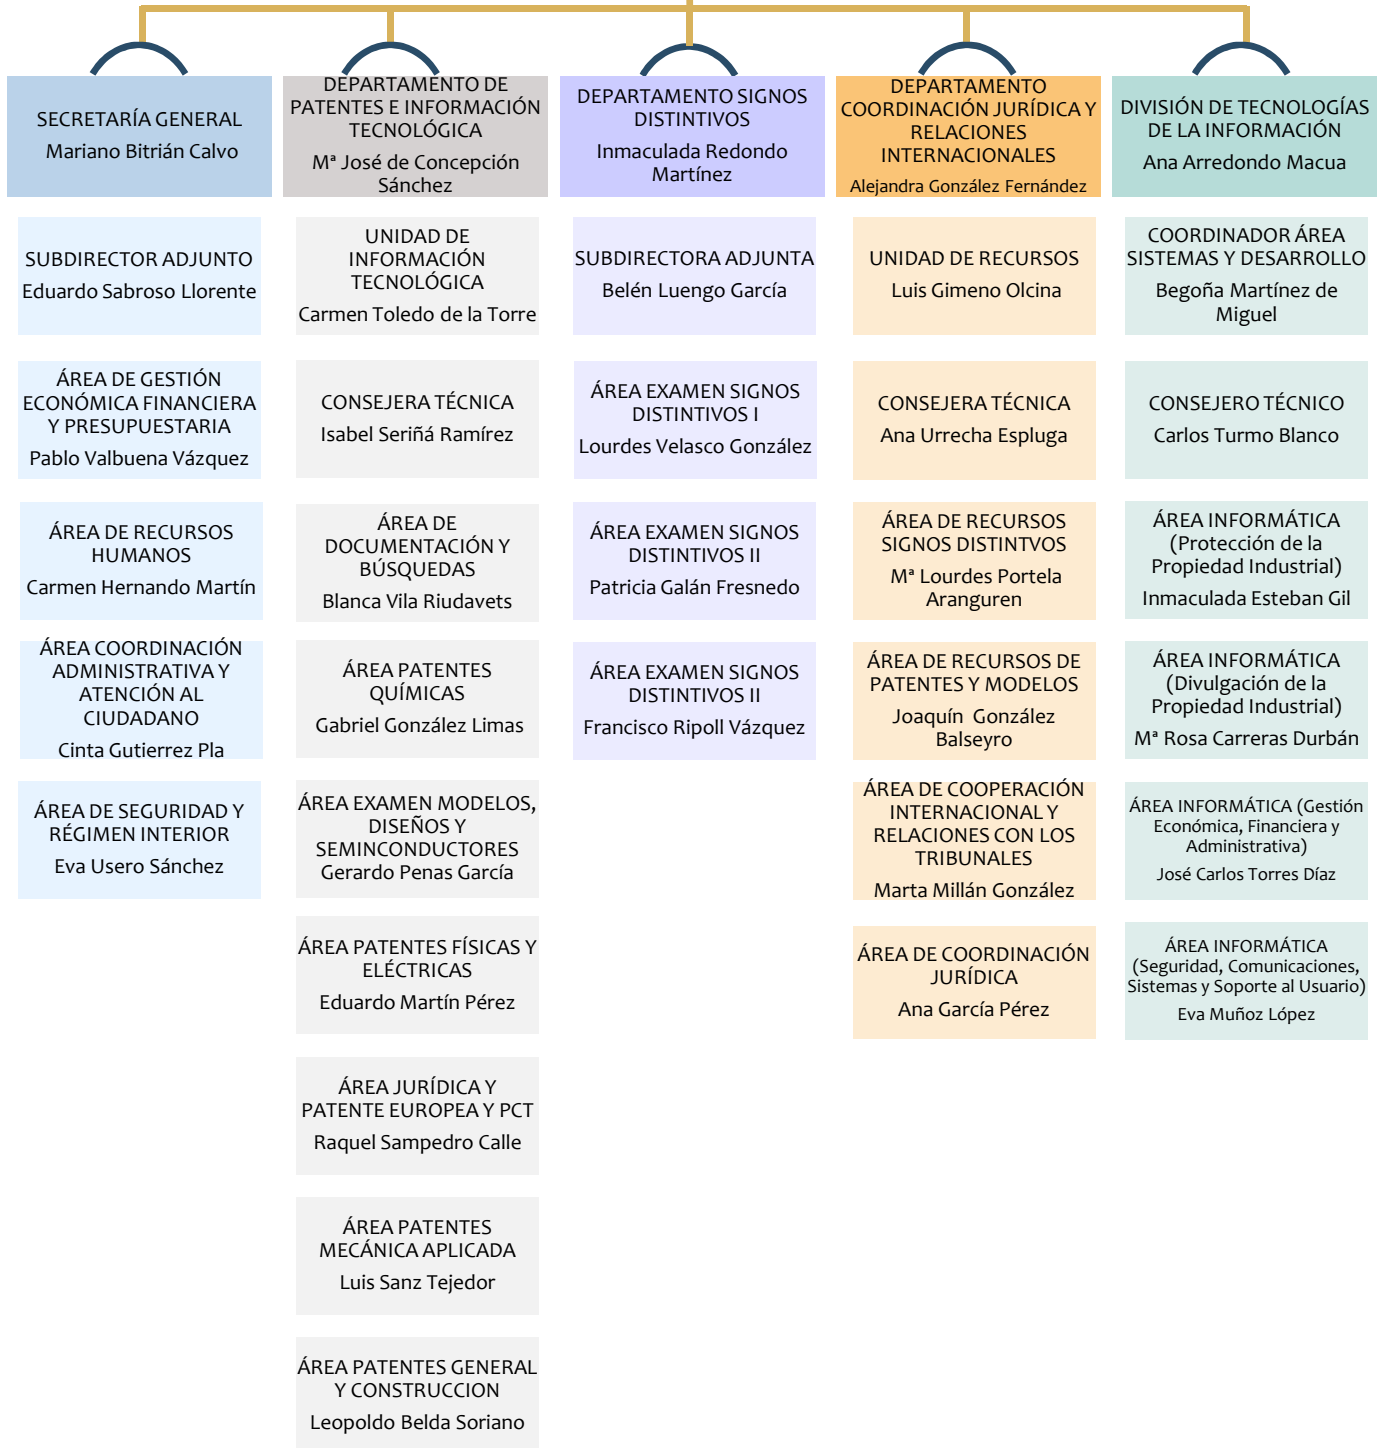 SECRETARÍA GENERAL
Mariano Bitrián Calvo
SUBDIRECTOR ADJUNTO
Eduardo Sabroso Llorente
ÁREA DE GESTIÓN
ECONÓMICA FINANCIERA
Y PRESUPUESTARIA
Pablo Valbuena Vázquez
ÁREA DE RECURSOS
HUMANOS
Carmen Hernando Martín
ÁREA COORDINACIÓN
ADMINISTRATIVA Y
ATENCIÓN AL
CIUDADANO
Cinta Gutierrez Pla
ÁREA DE SEGURIDAD Y
RÉGIMEN INTERIOR
Eva Usero Sánchez
DEPARTAMENTO DE
PATENTES E INFORMACIÓN
TECNOLÓGICA
Mª José de Concepción
Sánchez
UNIDAD DE
INFORMACIÓN
TECNOLÓGICA
Carmen Toledo de la Torre
CONSEJERA TÉCNICA
Isabel Seriñá Ramírez
ÁREA DE
DOCUMENTACIÓN Y
BÚSQUEDAS
Blanca Vila Riudavets
ÁREA PATENTES
QUÍMICAS
Gabriel González Limas
ÁREA EXAMEN MODELOS,
DISEÑOS Y
SEMINCONDUCTORES
Gerardo Penas García
ÁREA PATENTES FÍSICAS Y
ELÉCTRICAS
Eduardo Martín Pérez
ÁREA JURÍDICA Y
PATENTE EUROPEA Y PCT
Raquel Sampedro Calle
ÁREA PATENTES
MECÁNICA APLICADA
Luis Sanz Tejedor
ÁREA PATENTES GENERAL
Y CONSTRUCCION
Leopoldo Belda Soriano
DEPARTAMENTO SIGNOS
DISTINTIVOS
Inmaculada Redondo
Martínez
SUBDIRECTORA ADJUNTA
Belén Luengo García
ÁREA EXAMEN SIGNOS
DISTINTIVOS I
Lourdes Velasco González
ÁREA EXAMEN SIGNOS
DISTINTIVOS II
Patricia Galán Fresnedo
ÁREA EXAMEN SIGNOS
DISTINTIVOS II
Francisco Ripoll Vázquez
DEPARTAMENTO
COORDINACIÓN JURÍDICA Y
RELACIONES
INTERNACIONALES
Alejandra González Fernández
UNIDAD DE RECURSOS
Luis Gimeno Olcina
CONSEJERA TÉCNICA
Ana Urrecha Espluga
ÁREA DE RECURSOS
SIGNOS DISTINTVOS
Mª Lourdes Portela
Aranguren
ÁREA DE RECURSOS DE
PATENTES Y MODELOS
Joaquín González
Balseyro
ÁREA DE COOPERACIÓN
INTERNACIONAL Y
RELACIONES CON LOS
TRIBUNALES
Marta Millán González
ÁREA DE COORDINACIÓN
JURÍDICA
Ana García Pérez
DIVISIÓN DE TECNOLOGÍAS
DE LA INFORMACIÓN
Ana Arredondo Macua
COORDINADOR ÁREA
SISTEMAS Y DESARROLLO
Begoña Martínez de
Miguel
CONSEJERO TÉCNICO
Carlos Turmo Blanco
ÁREA INFORMÁTICA
(Protección de la
Propiedad Industrial)
Inmaculada Esteban Gil
ÁREA INFORMÁTICA
(Divulgación de la
Propiedad Industrial)
Mª Rosa Carreras Durbán
ÁREA INFORMÁTICA (Gestión
Económica, Financiera y
Administrativa)
José Carlos Torres Díaz
ÁREA INFORMÁTICA
(Seguridad, Comunicaciones,
Sistemas y Soporte al Usuario)
Eva Muñoz López